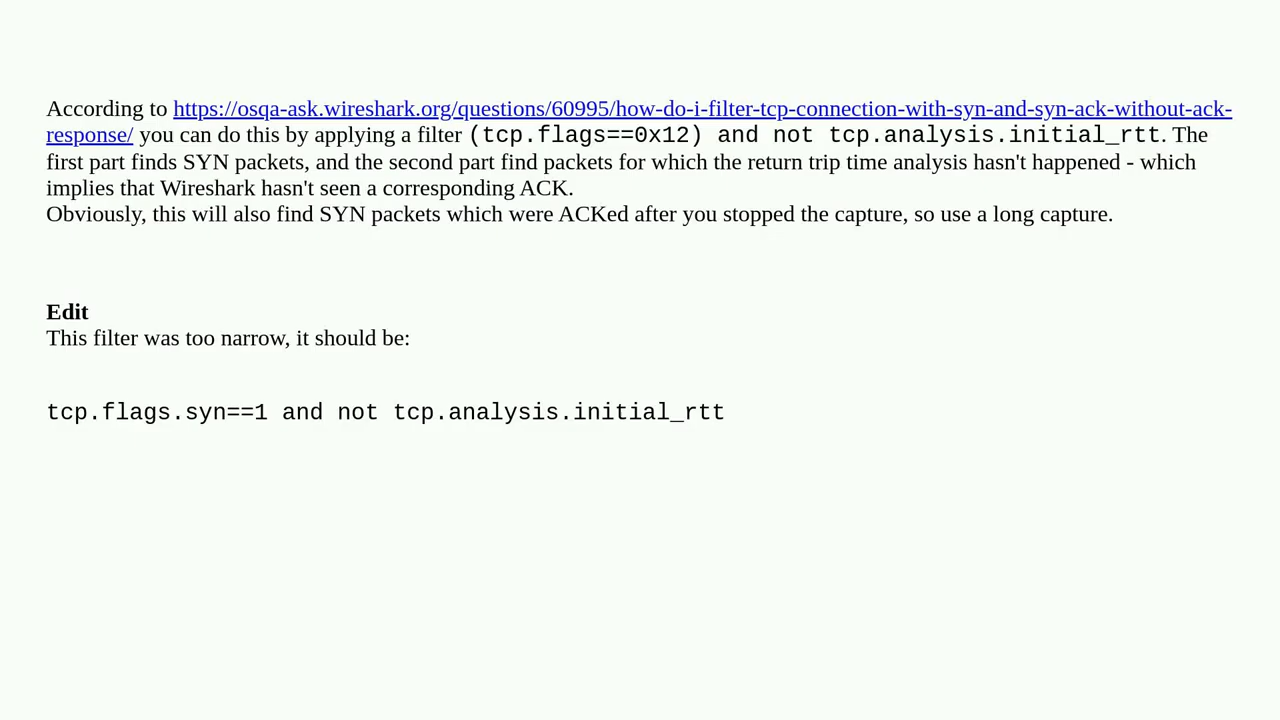 According to https://osqa-ask.wireshark.org/questions/60995/how-do-i-filter-tcp-connection-with-syn-and-syn-ack-without-ack-
response/ you can do this by applying a filter (tcp.flags==0x12) and not tcp.analysis.initial_rtt. The
first part finds SYN packets, and the second part find packets for which the return trip time analysis hasn't happened - which
implies that Wireshark hasn't seen a corresponding ACK.
Obviously, this will also find SYN packets which were ACKed after you stopped the capture, so use a long capture.
Edit
This filter was too narrow, it should be:
tcp.flags.syn==1 and not tcp.analysis.initial_rtt